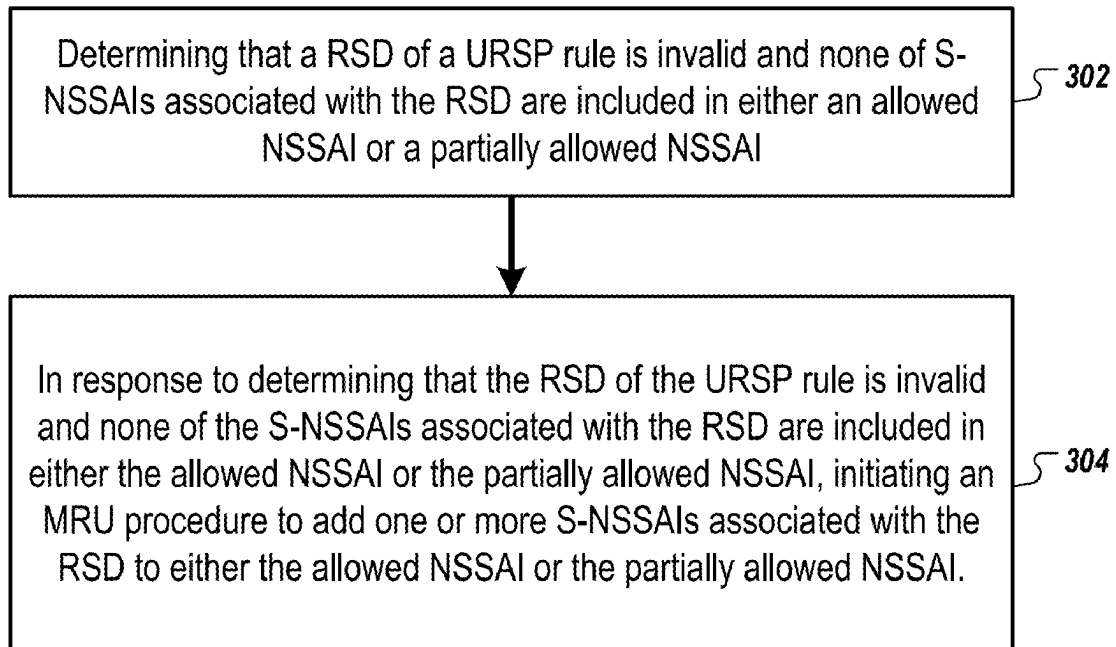 Determining that a RSD of a URSP rule is invalid and none of S-
NSSAIs associated with the RSD are included in either an allowed
NSSAI or a partially allowed NSSAI
302
In response to determining that the RSD of the URSP rule is invalid
and none of the S-NSSAIs associated with the RSD are included in
either the allowed NSSAI or the partially allowed NSSAI, initiating an
MRU procedure to add one or more S-NSSAIs associated with the
RSD to either the allowed NSSAI or the partially allowed NSSAI.
304